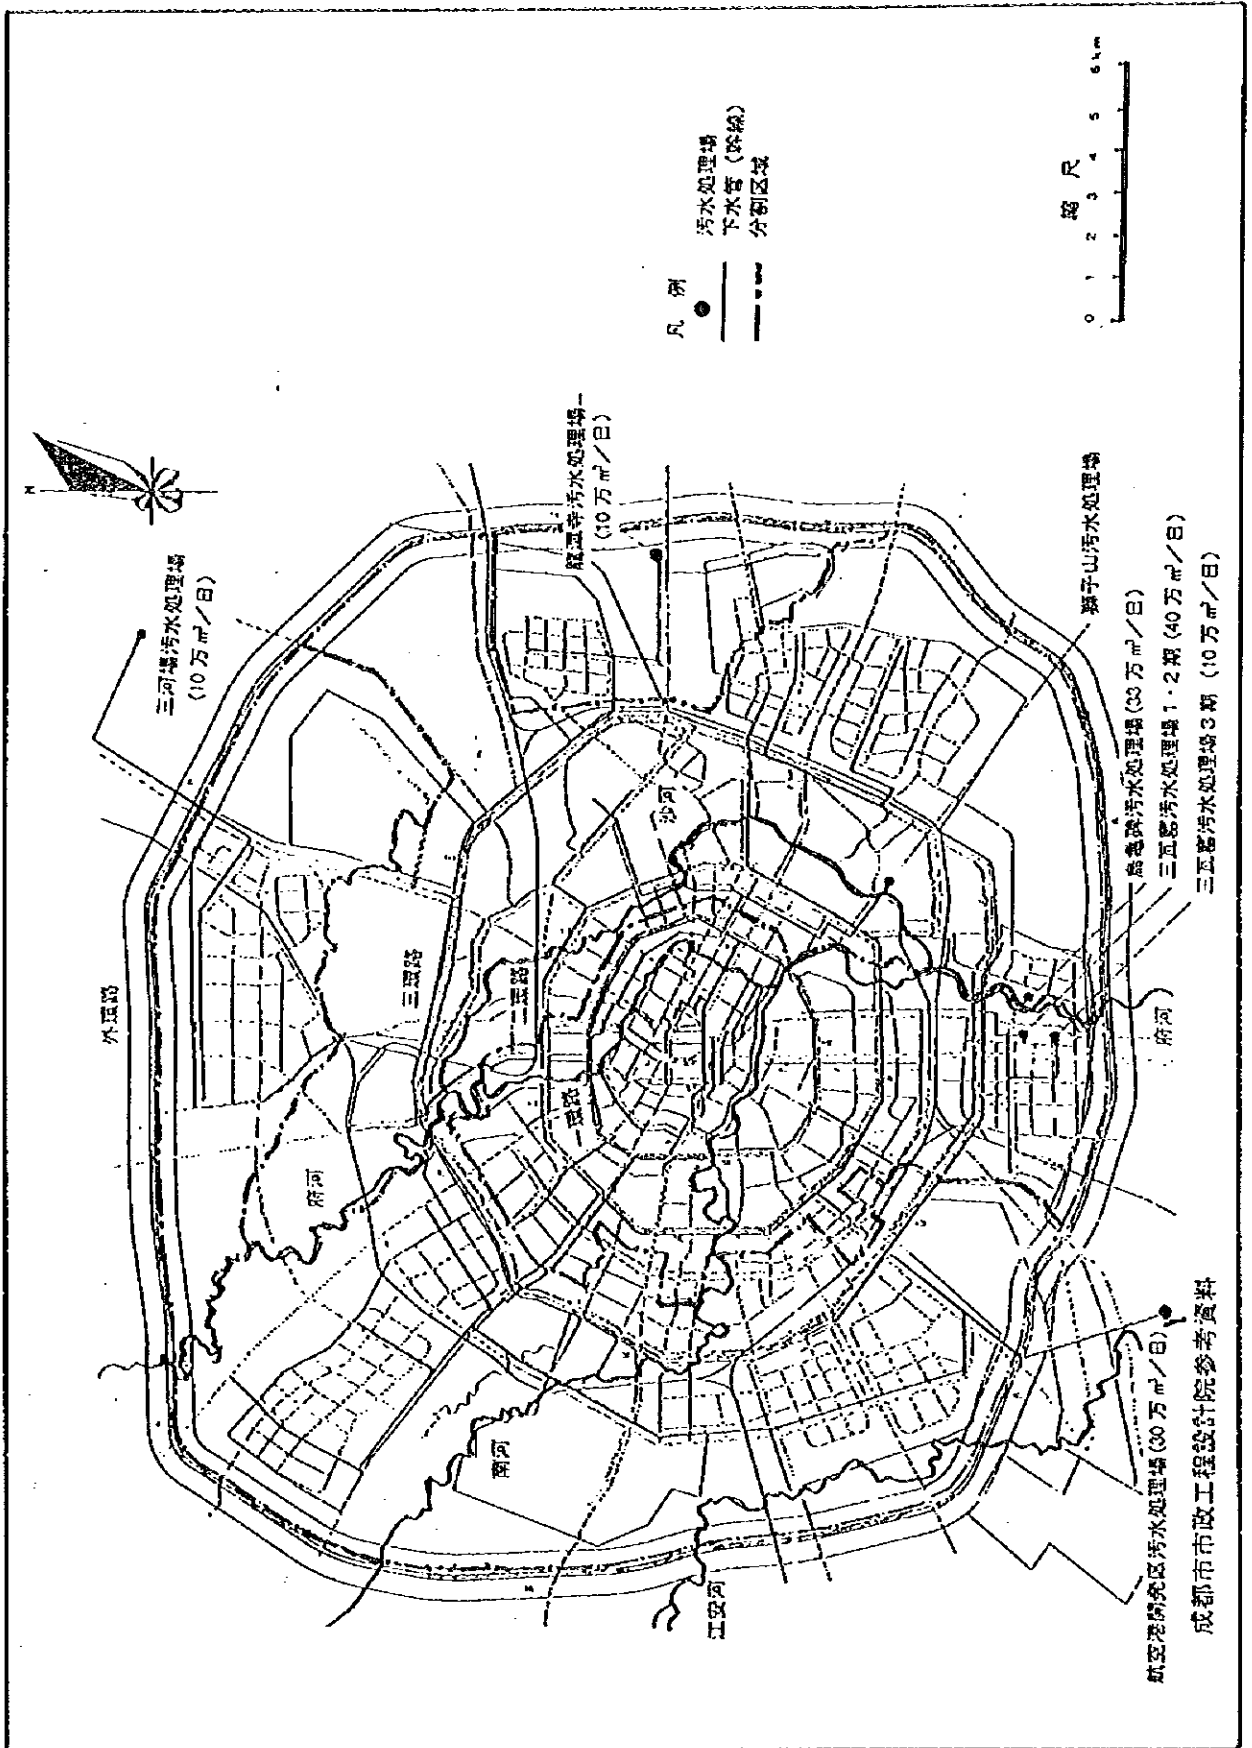 N
三河場汚水処理場
(10万㎥/日)
外環路
三環路
二環路
一環路
府河
沙河
南河
江安河
府河
汚水処理場一
(10万㎥/日)
凡 例
汚水処理場
下水管 (幹線)
分割区域
縮 尺
0 1 2 3 4 5 6km
獅子山汚水処理場
汚水処理場(33万㎥/日)
三瓦窰汚水処理場1・2期(40万㎥/日)
三瓦窰汚水処理場3期 (10万㎥/日)
航空港開発区汚水処理場(30万㎥/日)
成都市市政工程設計院参考資料